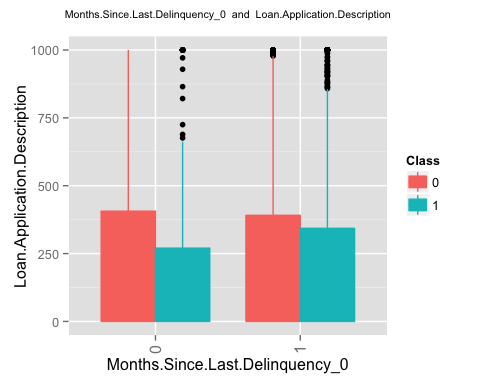 Months.Since.Last.Delinquency_0 and Loan.Application.Description
Loan.Application.Description
1000
750
500
250
0
0
1
Months.Since.Last.Delinquency_0
Class
0
1